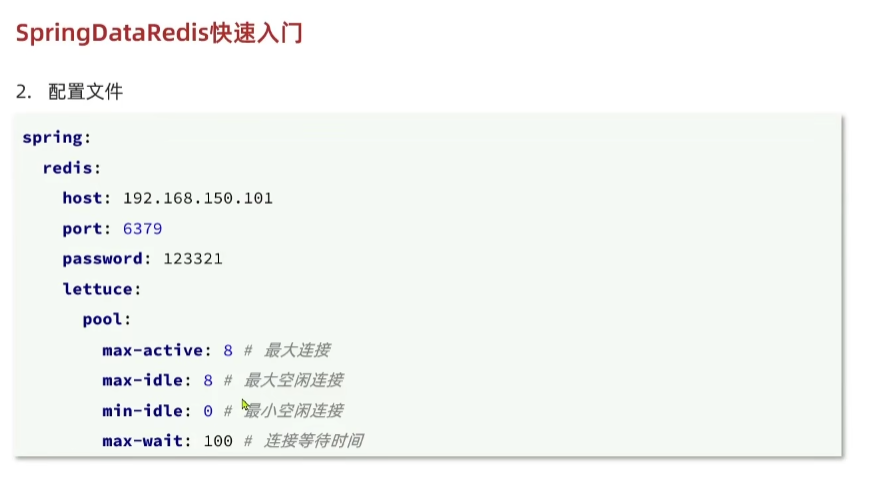 SpringDataRedis快速入门
2. 配置文件
spring:
  redis:
    host: 192.168.150.101
    port: 6379
    password: 123321
    lettuce:
      pool:
        max-active: 8 # 最大连接
        max-idle: 8 # 最大空闲连接
        min-idle: 0 # 最小空闲连接
        max-wait: 100 # 连接等待时间